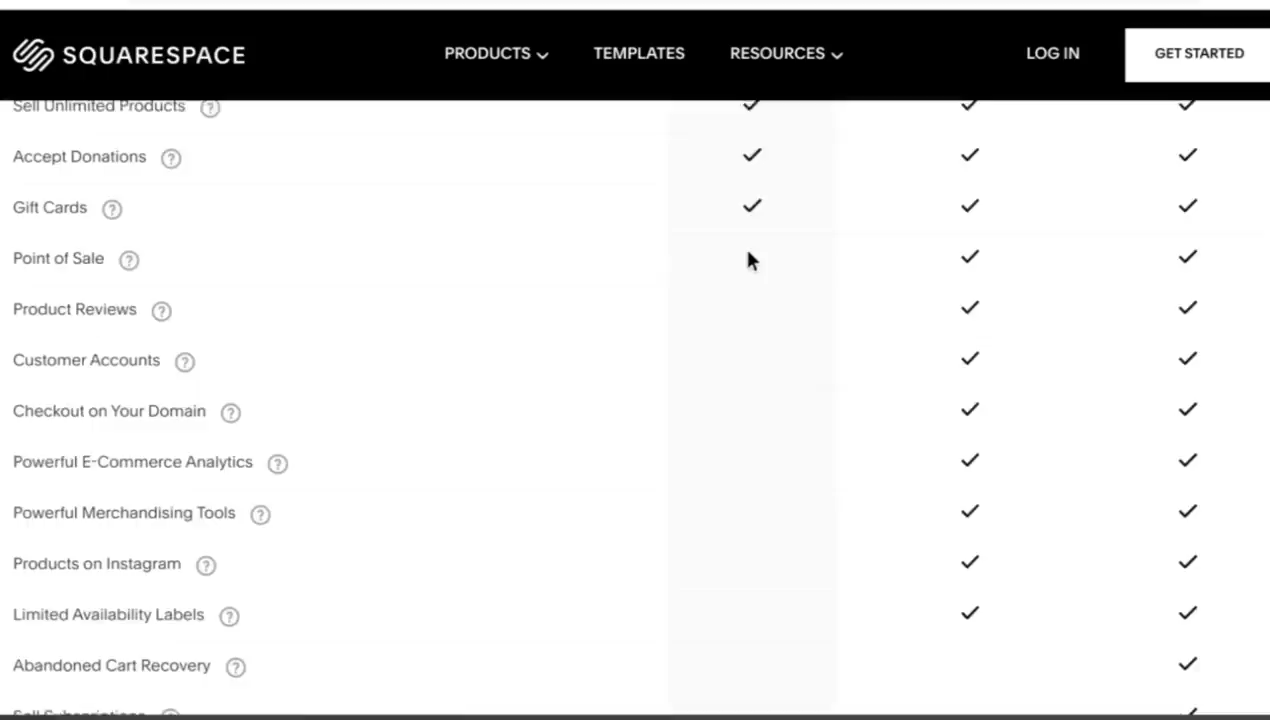 SQUARESPACE PRODUCTS TEMPLATES RESOURCES LOG IN GET STARTED
Sell Unlimited Products ?
Accept Donations ?
Gift Cards ?
Point of Sale ?
Product Reviews ?
Customer Accounts ?
Checkout on Your Domain ?
Powerful E-Commerce Analytics ?
Powerful Merchandising Tools ?
Products on Instagram ?
Limited Availability Labels ?
Abandoned Cart Recovery ?
Sell Subscriptions ?